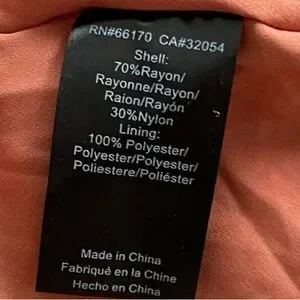 RN#66170 CA#32054
Shell:
70%Rayon/
Rayonne/Rayon/
Raion/Rayón
30%Nylon
Lining:
100% Polyester/
Polyester/Polyester/
Poliestere/Poliéster
Made in China
Fabriqué en la Chine
Hecho en China